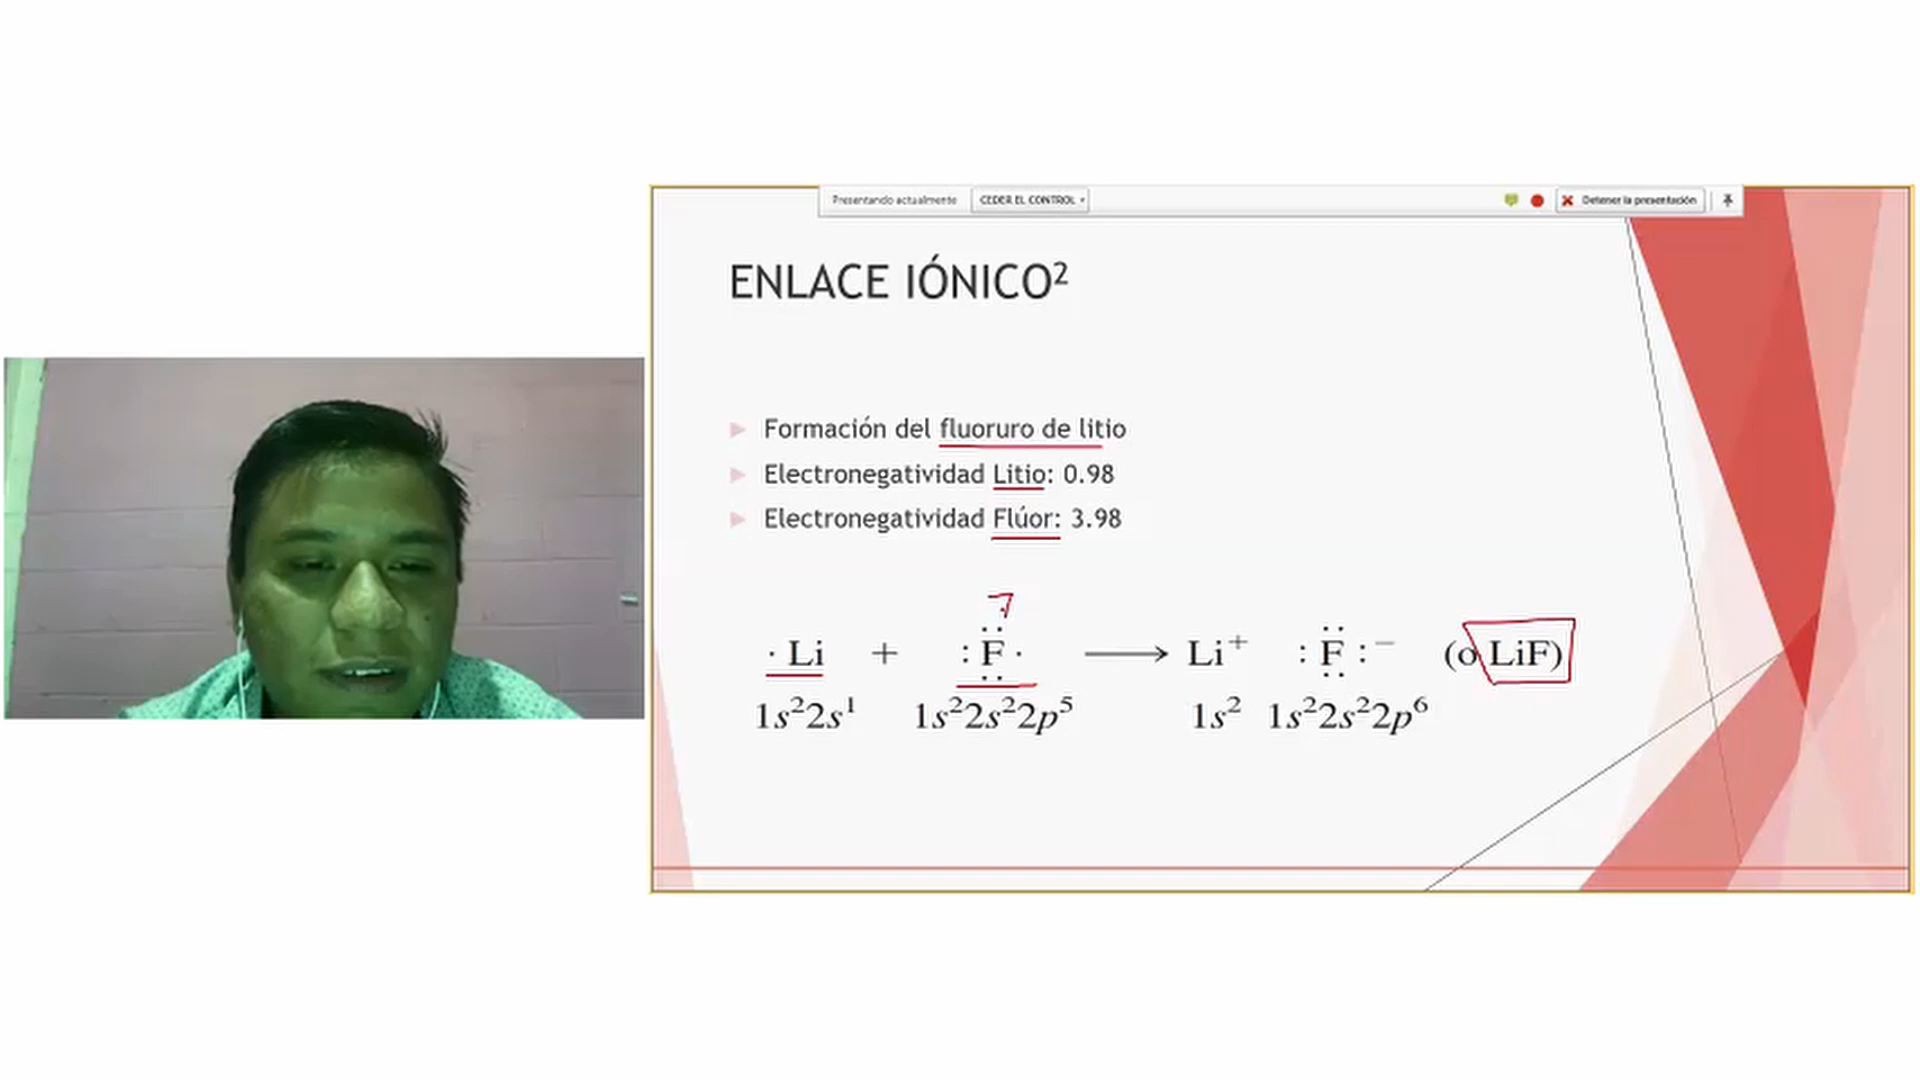 Presentando actualmente CEDER EL CONTROL Detener la presentación
ENLACE IÓNICO²
Formación del fluoruro de litio
Electronegatividad Litio: 0.98
Electronegatividad Flúor: 3.98
7
· Li + :F̤̈· ⟶ Li⁺ :F̤̈:⁻ (o LiF)
1s²2s¹ 1s²2s²2p⁵ 1s² 1s²2s²2p⁶